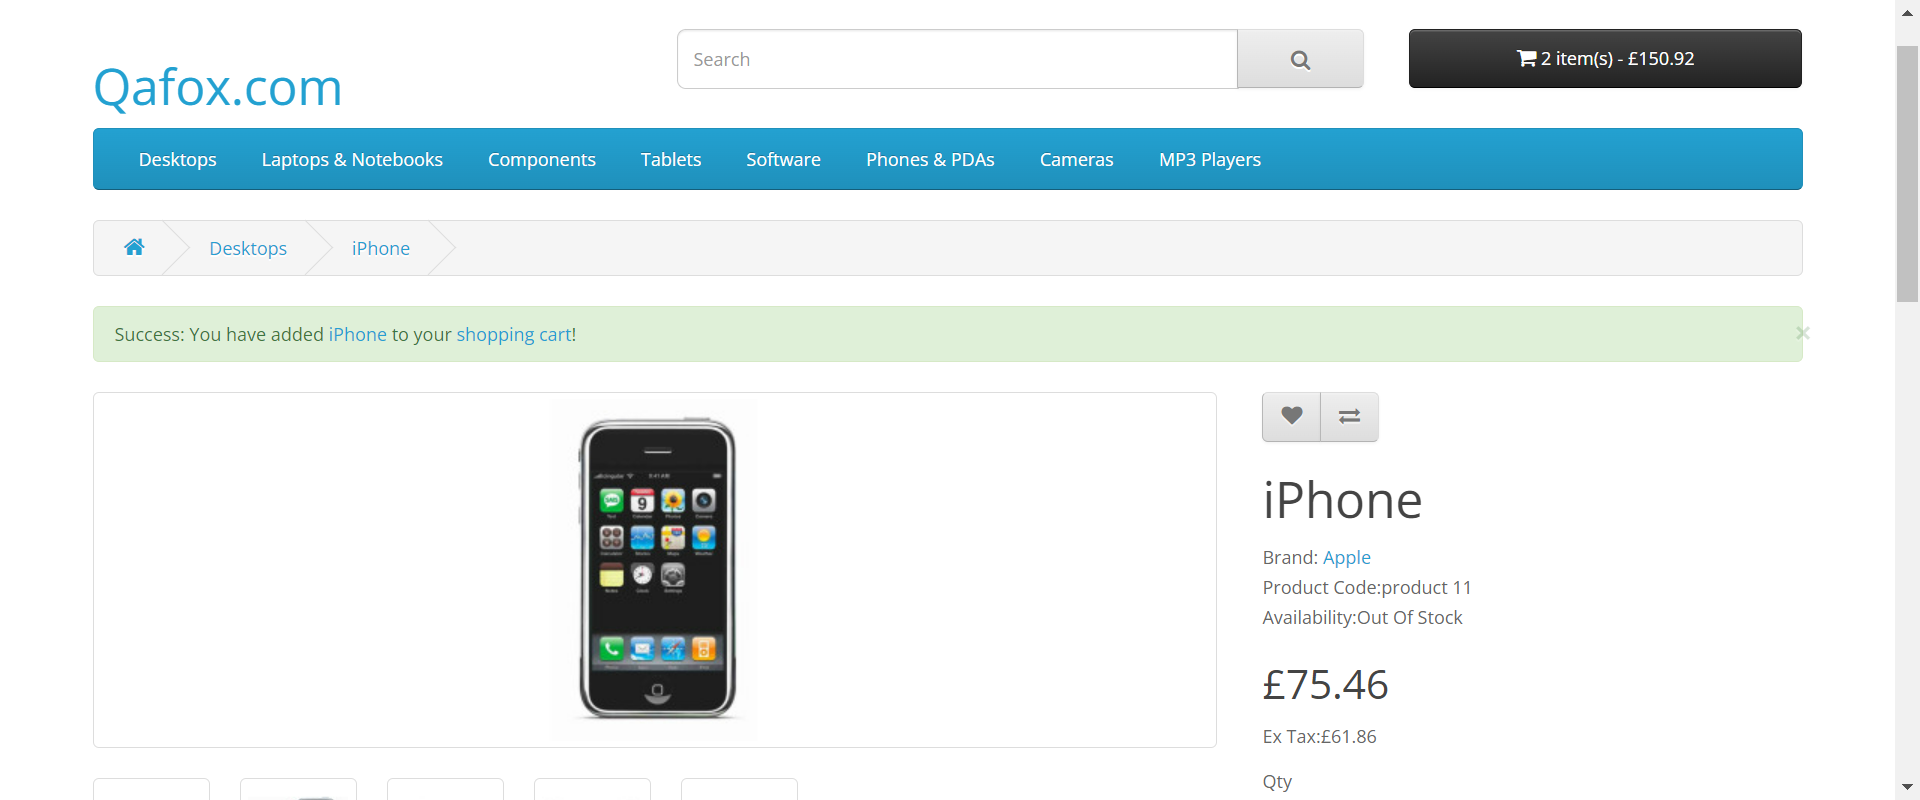 Qafox.com
Search
2 item(s) - £150.92
Desktops
Laptops & Notebooks
Components
Tablets
Software
Phones & PDAs
Cameras
MP3 Players
Desktops
iPhone
Success: You have added iPhone to your shopping cart!
×
iPhone
Brand: Apple
Product Code:product 11
Availability:Out Of Stock
£75.46
Ex Tax:£61.86
Qty